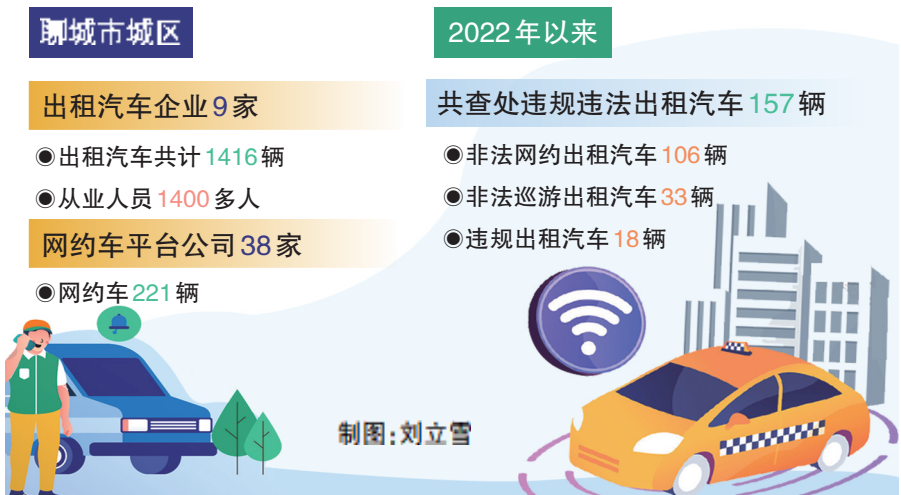 聊城市城区
出租汽车企业9家
◉出租汽车共计1416辆
◉从业人员1400多人
网约车平台公司38家
◉网约车221辆
2022年以来
共查处违规违法出租汽车157辆
◉非法网约出租汽车106辆
◉非法巡游出租汽车33辆
◉违规出租汽车18辆
制图:刘立雪